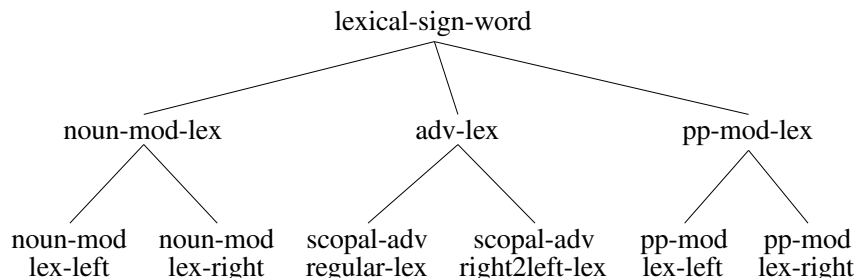 lexical-sign-word
noun-mod-lex adv-lex pp-mod-lex
noun-mod noun-mod scopal-adv scopal-adv pp-mod pp-mod
lex-left lex-right regular-lex right2left-lex lex-left lex-right